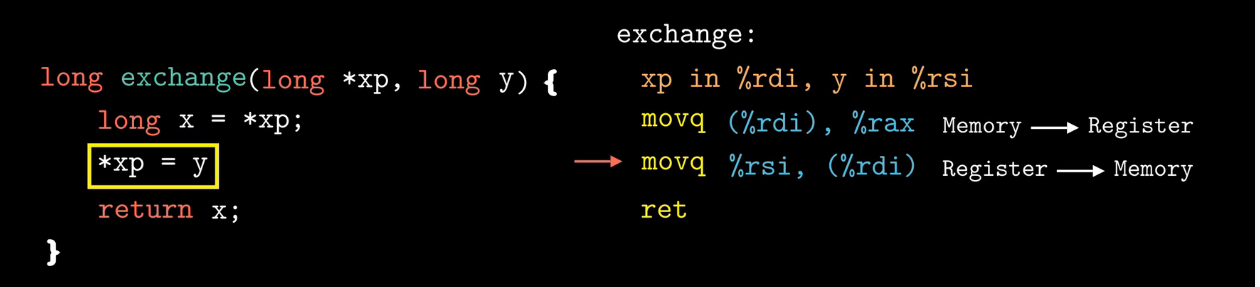 long exchange(long *xp, long y) {
long x = *xp;
*xp = y
return x;
}
exchange:
xp in %rdi, y in %rsi
movq (%rdi), %rax Memory ⟶ Register
movq %rsi, (%rdi) Register ⟶ Memory
ret